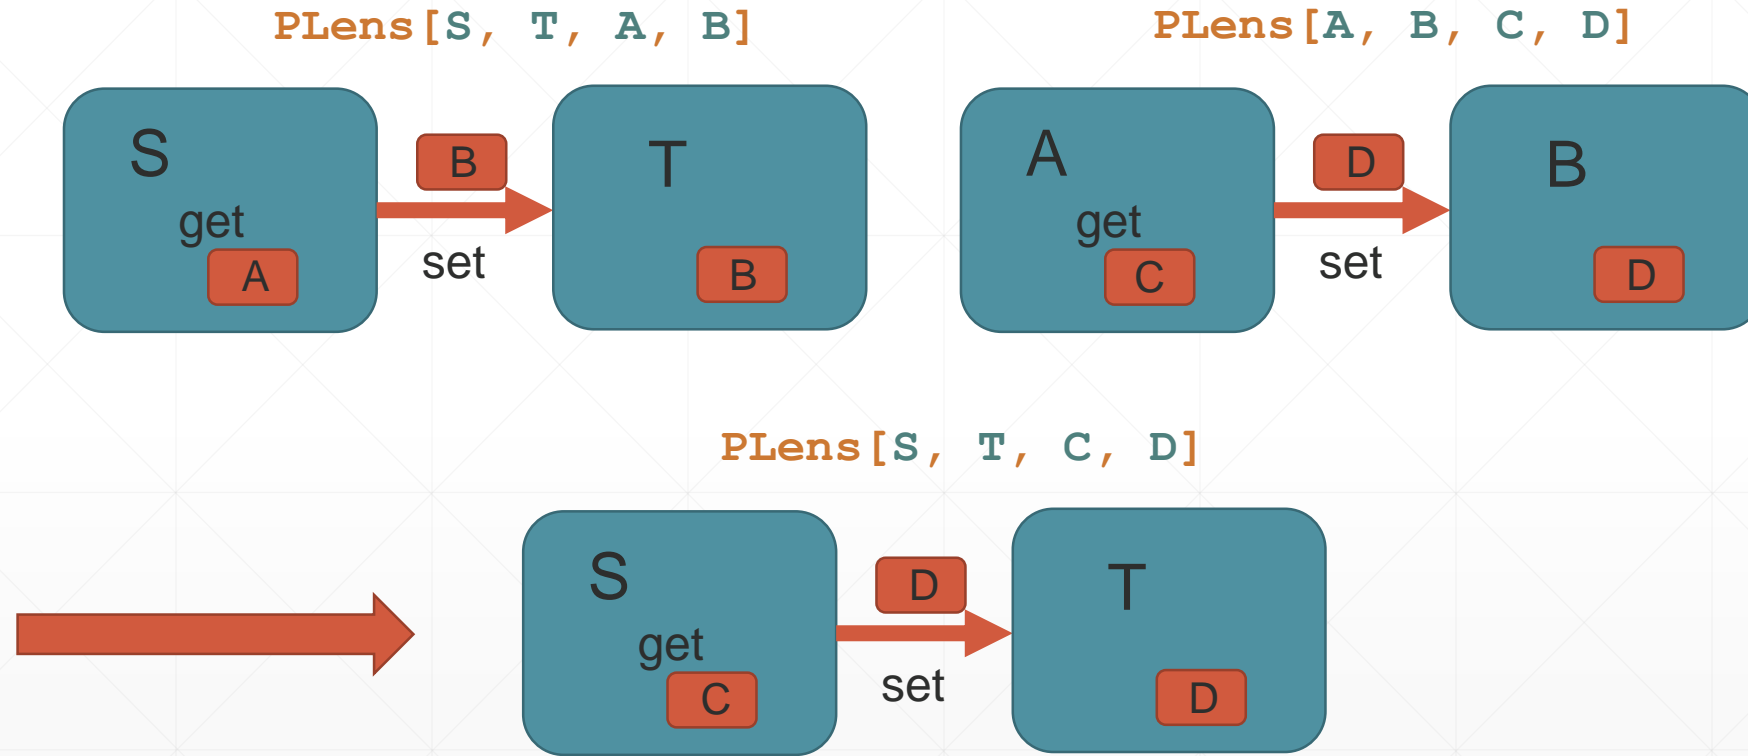 PLens[S, T, A, B]
S
get
A
B
set
T
B
PLens[A, B, C, D]
A
get
C
D
set
B
D
PLens[S, T, C, D]
S
get
C
D
set
T
D